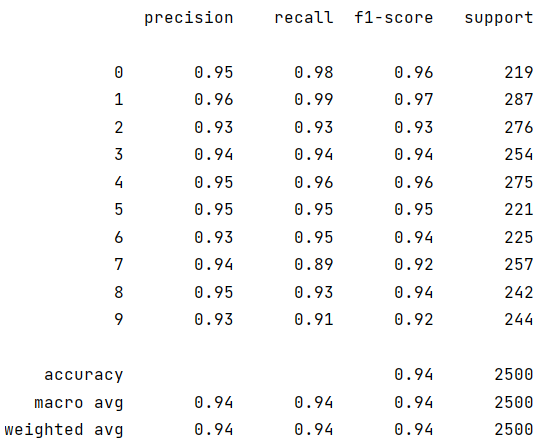 precision recall f1-score support
0 0.95 0.98 0.96 219
1 0.96 0.99 0.97 287
2 0.93 0.93 0.93 276
3 0.94 0.94 0.94 254
4 0.95 0.96 0.96 275
5 0.95 0.95 0.95 221
6 0.93 0.95 0.94 225
7 0.94 0.89 0.92 257
8 0.95 0.93 0.94 242
9 0.93 0.91 0.92 244
accuracy 0.94 2500
macro avg 0.94 0.94 0.94 2500
weighted avg 0.94 0.94 0.94 2500